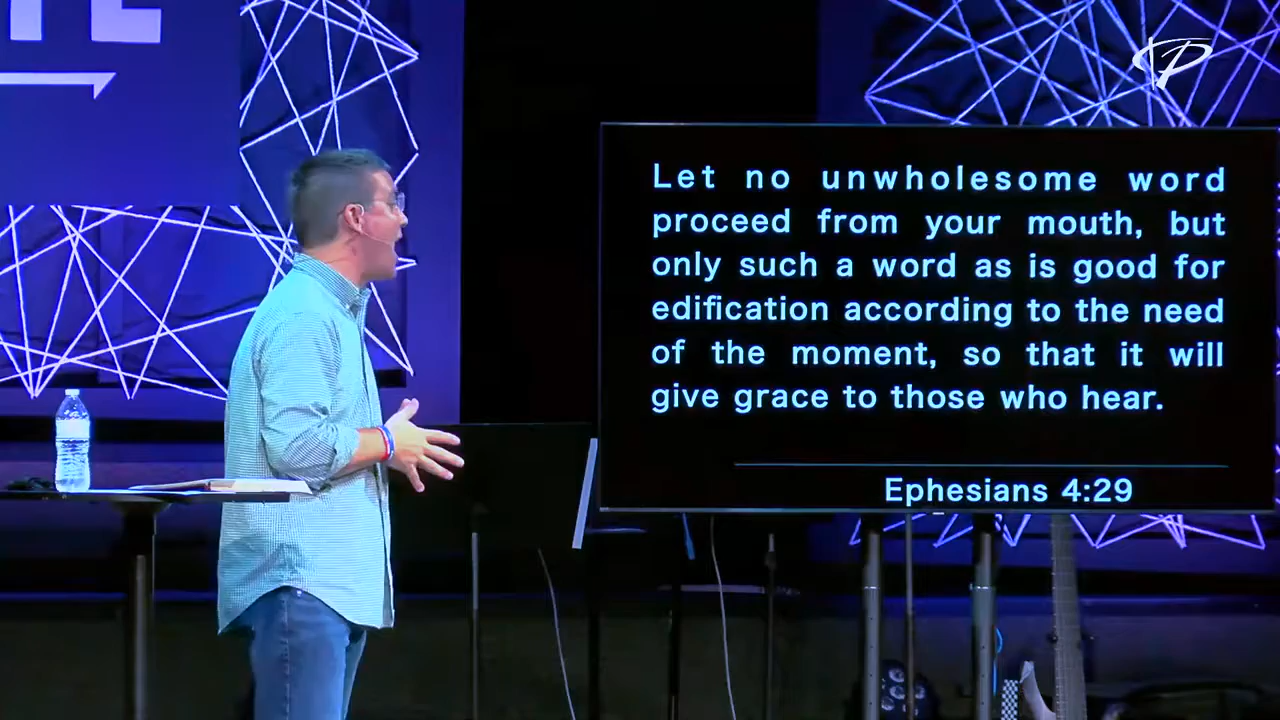 Let no unwholesome word
proceed from your mouth, but
only such a word as is good for
edification according to the need
of the moment, so that it will
give grace to those who hear.
Ephesians 4:29